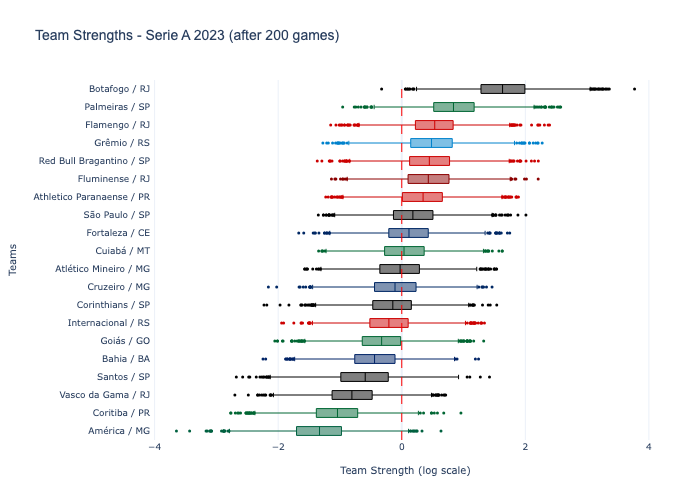 Team Strengths - Serie A 2023 (after 200 games)
Botafogo / RJ
Palmeiras / SP
Flamengo / RJ
Grêmio / RS
Red Bull Bragantino / SP
Fluminense / RJ
Athletico Paranaense / PR
São Paulo / SP
Fortaleza / CE
Cuiabá / MT
Atlético Mineiro / MG
Cruzeiro / MG
Corinthians / SP
Internacional / RS
Goiás / GO
Bahia / BA
Santos / SP
Vasco da Gama / RJ
Coritiba / PR
América / MG
Teams
−4 −2 0 2 4
Team Strength (log scale)